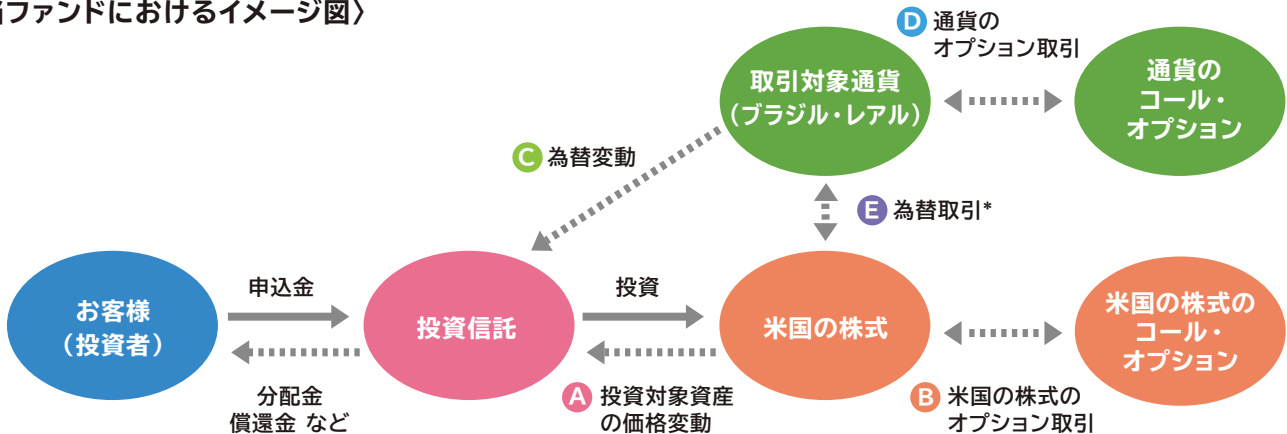 ファンドにおけるイメージ図〉
D 通貨の
オプション取引
取引対象通貨
（ブラジル・レアル）
通貨の
コール・
オプション
C 為替変動
E 為替取引*
お客様
（投資者）
申込金
分配金
償還金 など
投資信託
投資
A 投資対象資産
の価格変動
米国の株式
B 米国の株式の
オプション取引
米国の株式の
コール・
オプション